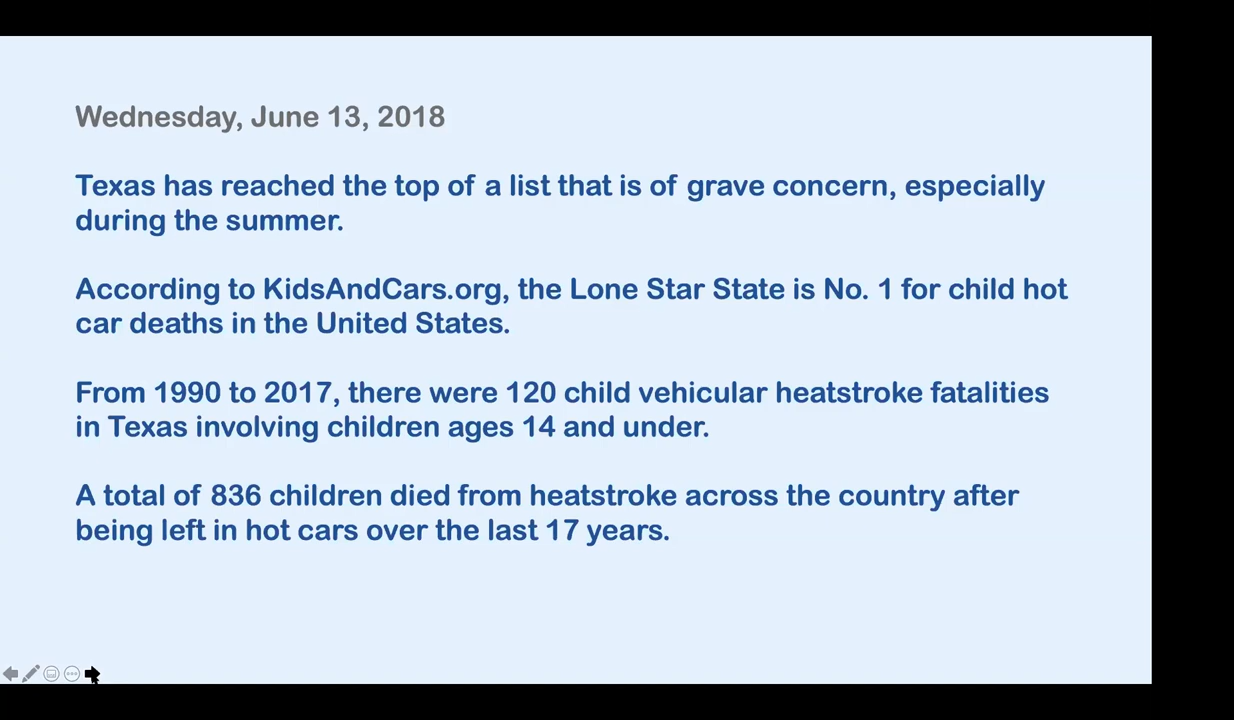 Wednesday, June 13, 2018
Texas has reached the top of a list that is of grave concern, especially
during the summer.
According to KidsAndCars.org, the Lone Star State is No. 1 for child hot
car deaths in the United States.
From 1990 to 2017, there were 120 child vehicular heatstroke fatalities
in Texas involving children ages 14 and under.
A total of 836 children died from heatstroke across the country after
being left in hot cars over the last 17 years.